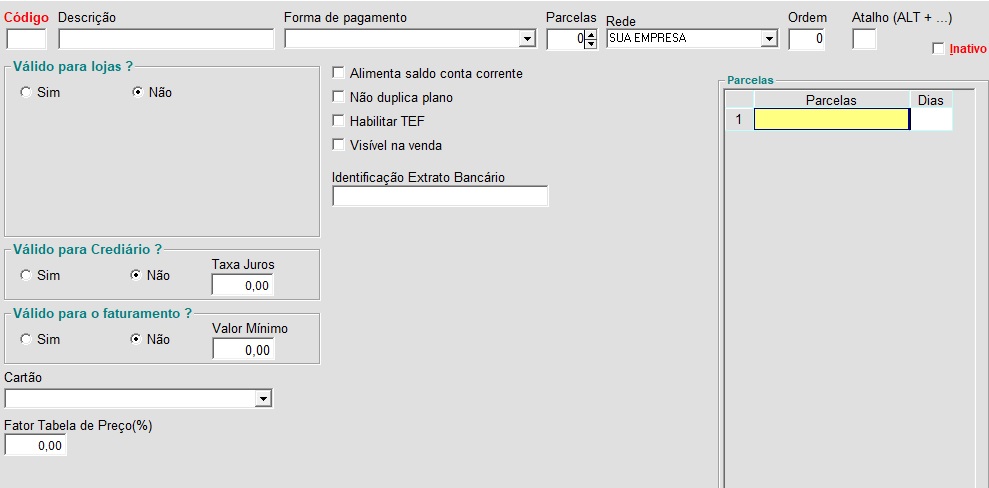 Código Descrição Forma de pagamento Parcelas Rede Ordem Atalho (ALT + ...)
0 SUA EMPRESA 0
Inativo
Válido para lojas ?
Sim Não
Alimenta saldo conta corrente
Não duplica plano
Habilitar TEF
Visível na venda
Identificação Extrato Bancário
Parcelas
Parcelas Dias
1
Válido para Crediário ?
Sim Não
Taxa Juros
0,00
Válido para o faturamento ?
Sim Não
Valor Mínimo
0,00
Cartão
Fator Tabela de Preço(%)
0,00